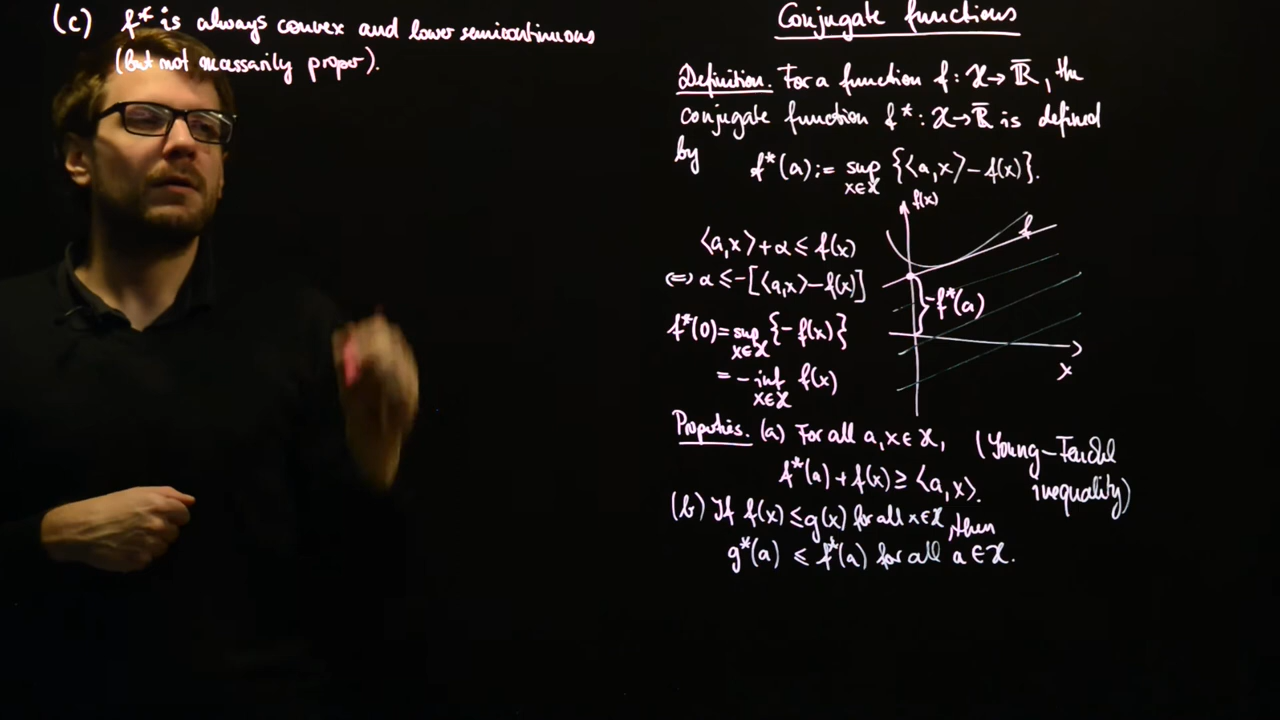 Conjugate functions
Definition. For a function f : X → R̅, the
conjugate function f* : X → R̅ is defined
by f*(a) := sup {⟨a,x⟩ - f(x)}.
x∈X
f(x)
f
⟨a,x⟩ + α ≤ f(x)
⇔ α ≤ -[⟨a,x⟩ - f(x)]
-f*(a)
f*(0) = sup {-f(x)}
x∈X
= - inf f(x)
x∈X
x
Properties. (a) For all a, x ∈ X, (Young-Fenchel
f*(a) + f(x) ≥ ⟨a,x⟩. inequality)
(b) If f(x) ≤ g(x) for all x∈X, then
g*(a) ≤ f*(a) for all a ∈ X.
(c) f* is always convex and lower semicontinuous
(but not necessarily proper).